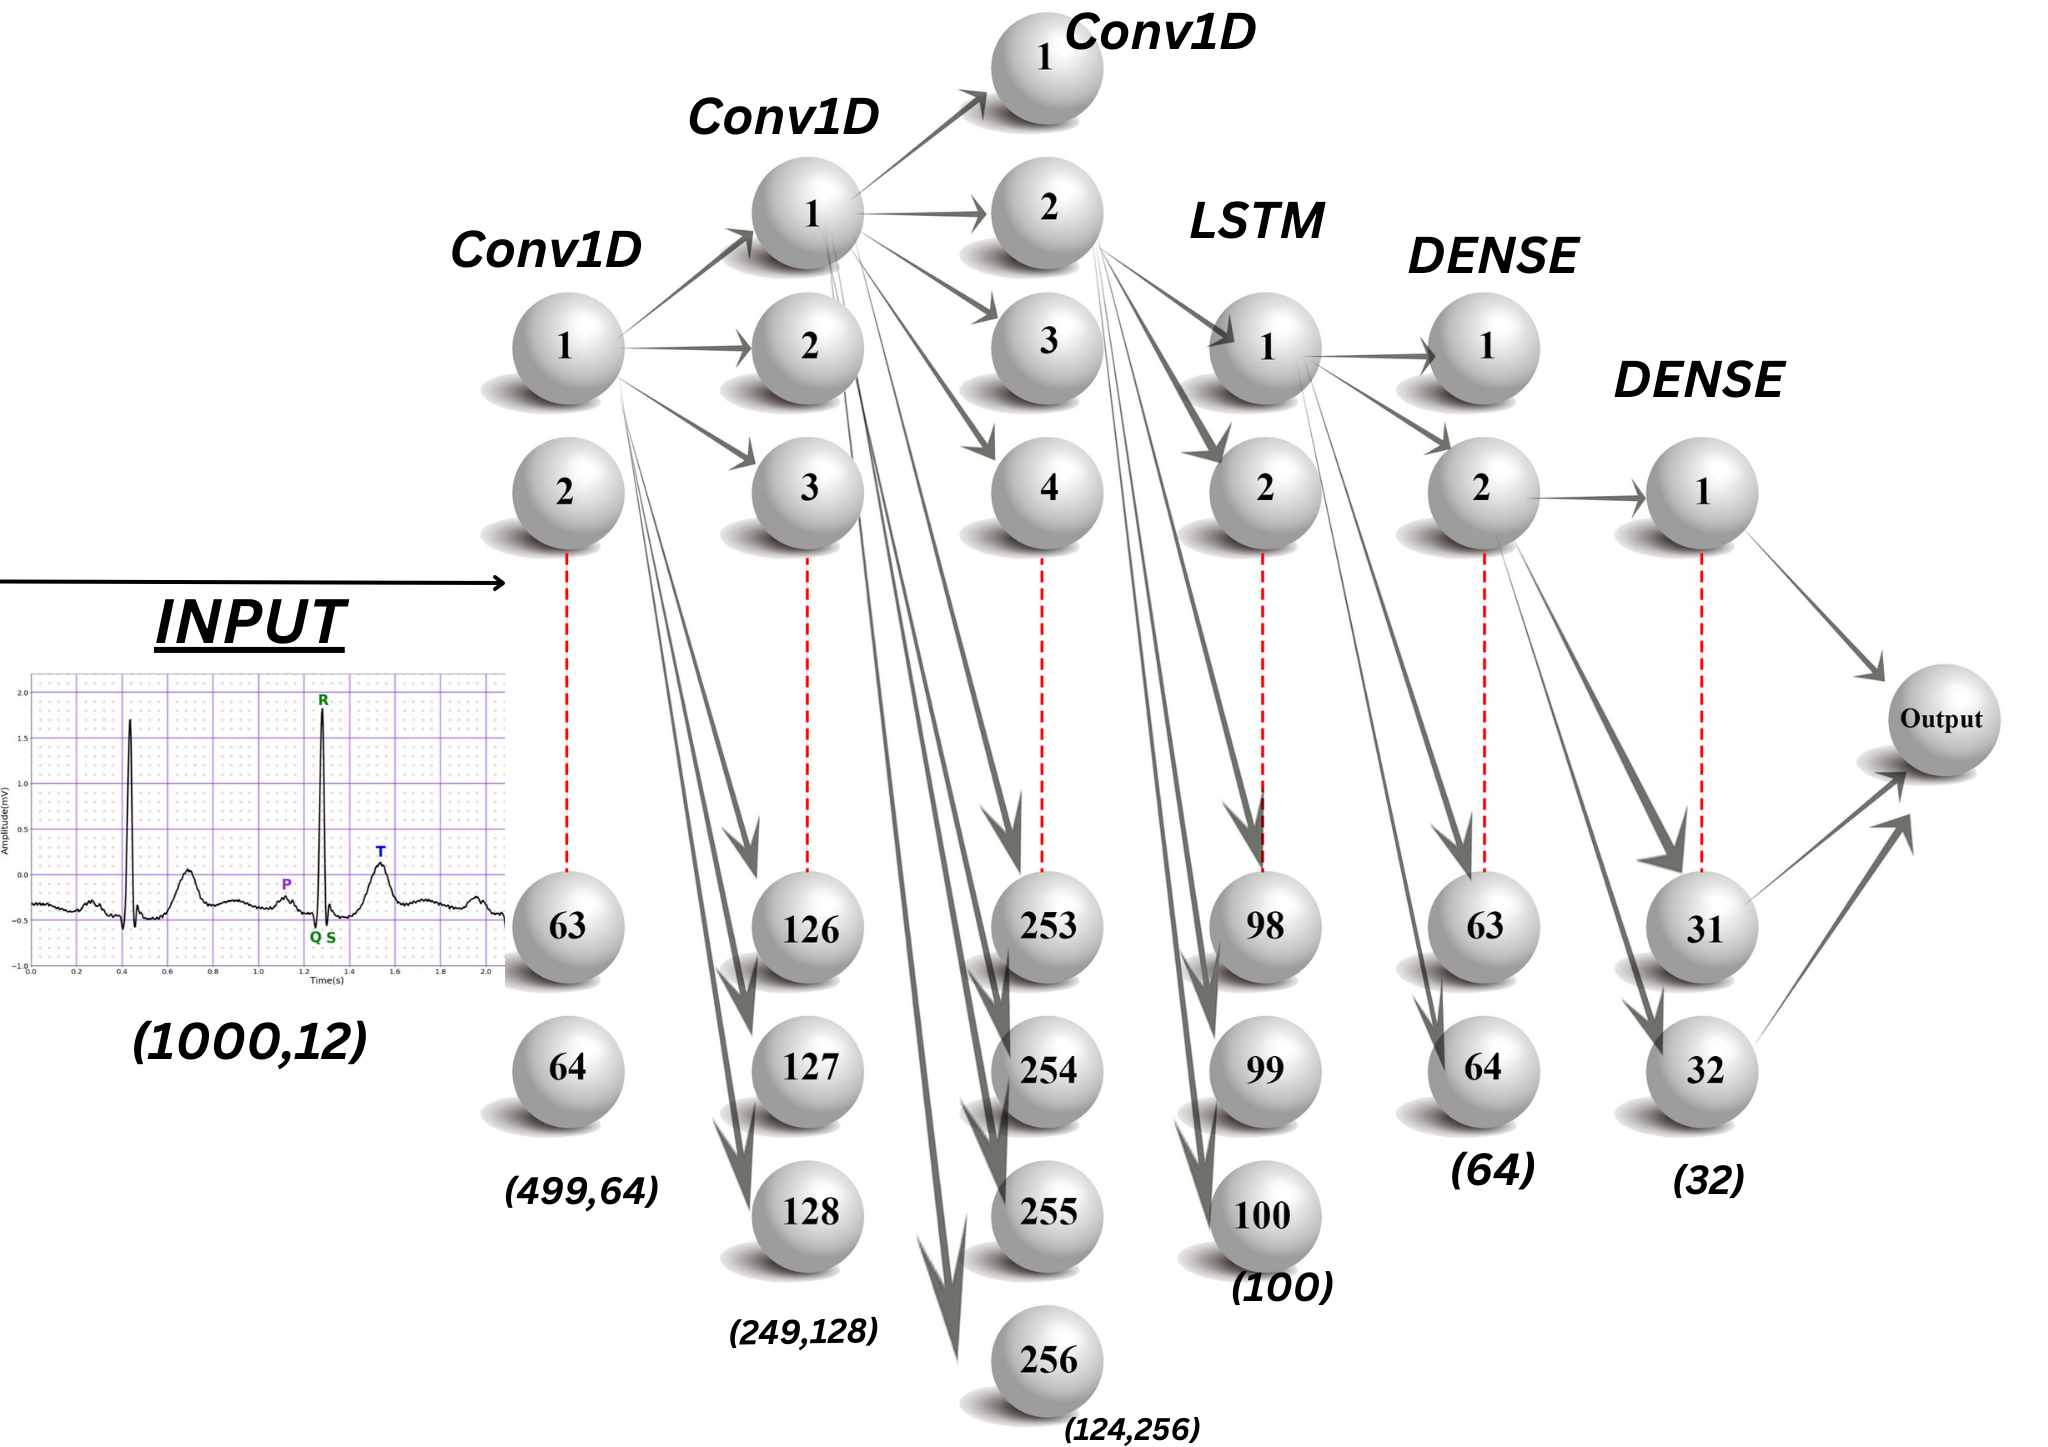 Conv1D
1
2
63
64
(499,64)
Conv1D
1
2
3
126
127
128
(249,128)
Conv1D
1
2
3
4
253
254
255
256
(124,256)
LSTM
1
2
98
99
100
(100)
DENSE
1
2
63
64
(64)
DENSE
1
31
32
(32)
Output
INPUT
2.0
1.5
1.0
0.5
0.0
−0.5
−1.0
Amplitude(mV)
R
T
P
Q S
0.0 0.2 0.4 0.6 0.8 1.0 1.2 1.4 1.6 1.8 2.0
Time(s)
(1000,12)